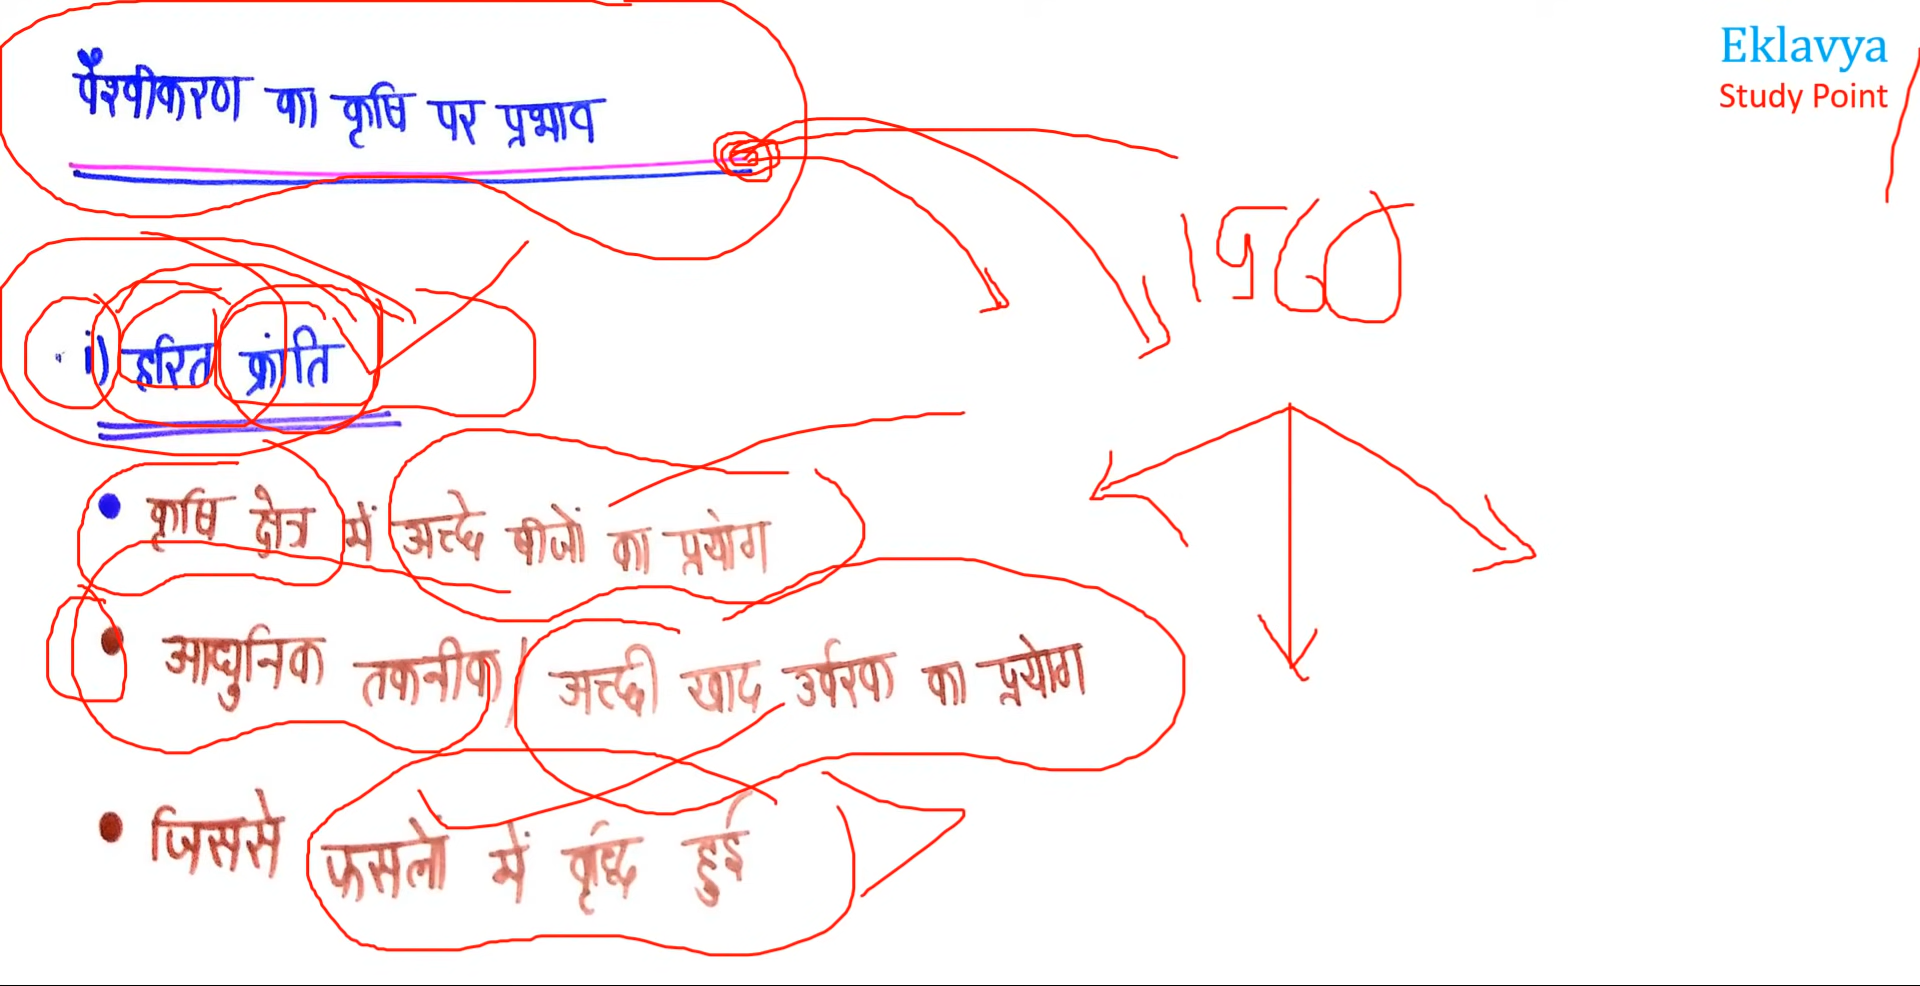 वैश्वीकरण का कृषि पर प्रभाव
Eklavya
Study Point
1960
i) हरित क्रांति
• कृषि क्षेत्र में अच्छे बीजों का प्रयोग
• आधुनिक तकनीक / अच्छी खाद उर्वरक का प्रयोग
• जिससे फसलों में वृद्धि हुई